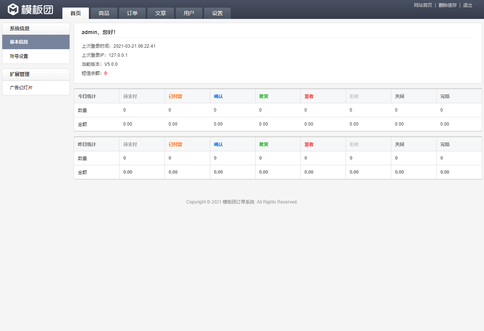 模板团
首页 商品 订单 文章 用户 设置
网站首页 | 删除缓存 | 退出
系统信息
基本信息
账号设置
扩展管理
广告幻灯片
admin，您好！
上次登录时间：2021-03-21 06:22:41
上次登录IP：127.0.0.1
当前版本：V5.0.0
短信余额：0
今日统计 待支付 已付款 确认 发货 签收 拒收 关闭 完结
数量 0 0 0 0 0 0 0 0
金额 0.00 0.00 0.00 0.00 0.00 0.00 0.00 0.00
昨日统计 待支付 已付款 确认 发货 签收 拒收 关闭 完结
数量 0 0 0 0 0 0 0 0
金额 0.00 0.00 0.00 0.00 0.00 0.00 0.00 0.00
Copyright © 2021 模板团订单系统. All Rights Reserved.